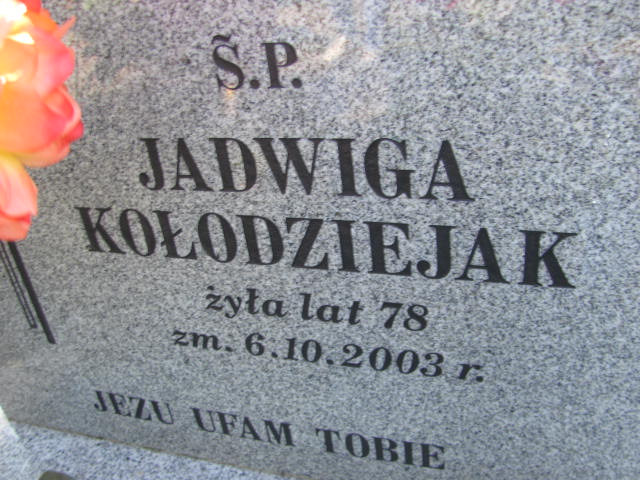 Ś.P.
JADWIGA
KOŁODZIEJAK
żyła lat 78
zm. 6.10.2003 r.
JEZU UFAM TOBIE